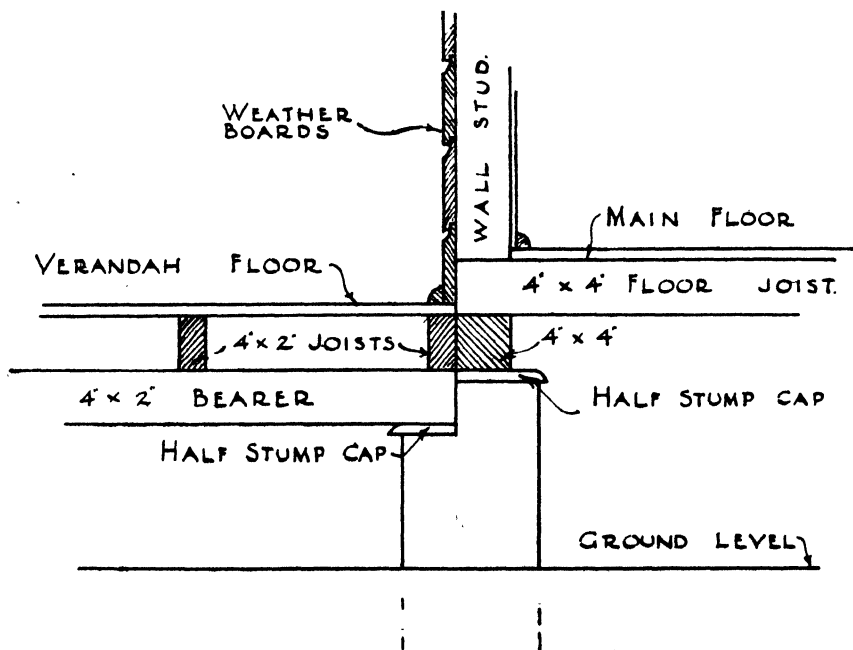 WEATHER
BOARDS
WALL STUD.
MAIN FLOOR
VERANDAH FLOOR
4" x 4" FLOOR JOIST.
4" x 2" JOISTS
4" x 4"
4" x 2" BEARER
HALF STUMP CAP
HALF STUMP CAP
GROUND LEVEL